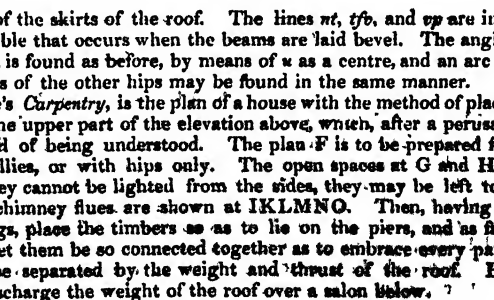 of the skirts of the roof. The lines nt, tfv, and vp are in
ble that occurs when the beams are laid bevel. The angl
is found as before, by means of u as a centre, and an arc
s of the other hips may be found in the same manner.
's Carpentry, is the plan of a house with the method of plac
he upper part of the elevation above, which, after a perusa
d of being understood. The plan F is to be prepared f
llies, or with hips only. The open spaces at G and H
ey cannot be lighted from the sides, they may be left to
chimney flues are shown at IKLMNO. Then, having
gs, place the timbers so as to lie on the piers, and as f
et them be so connected together as to embrace every pa
be separated by the weight and thrust of the roof.
scharge the weight of the roof over a salon below.